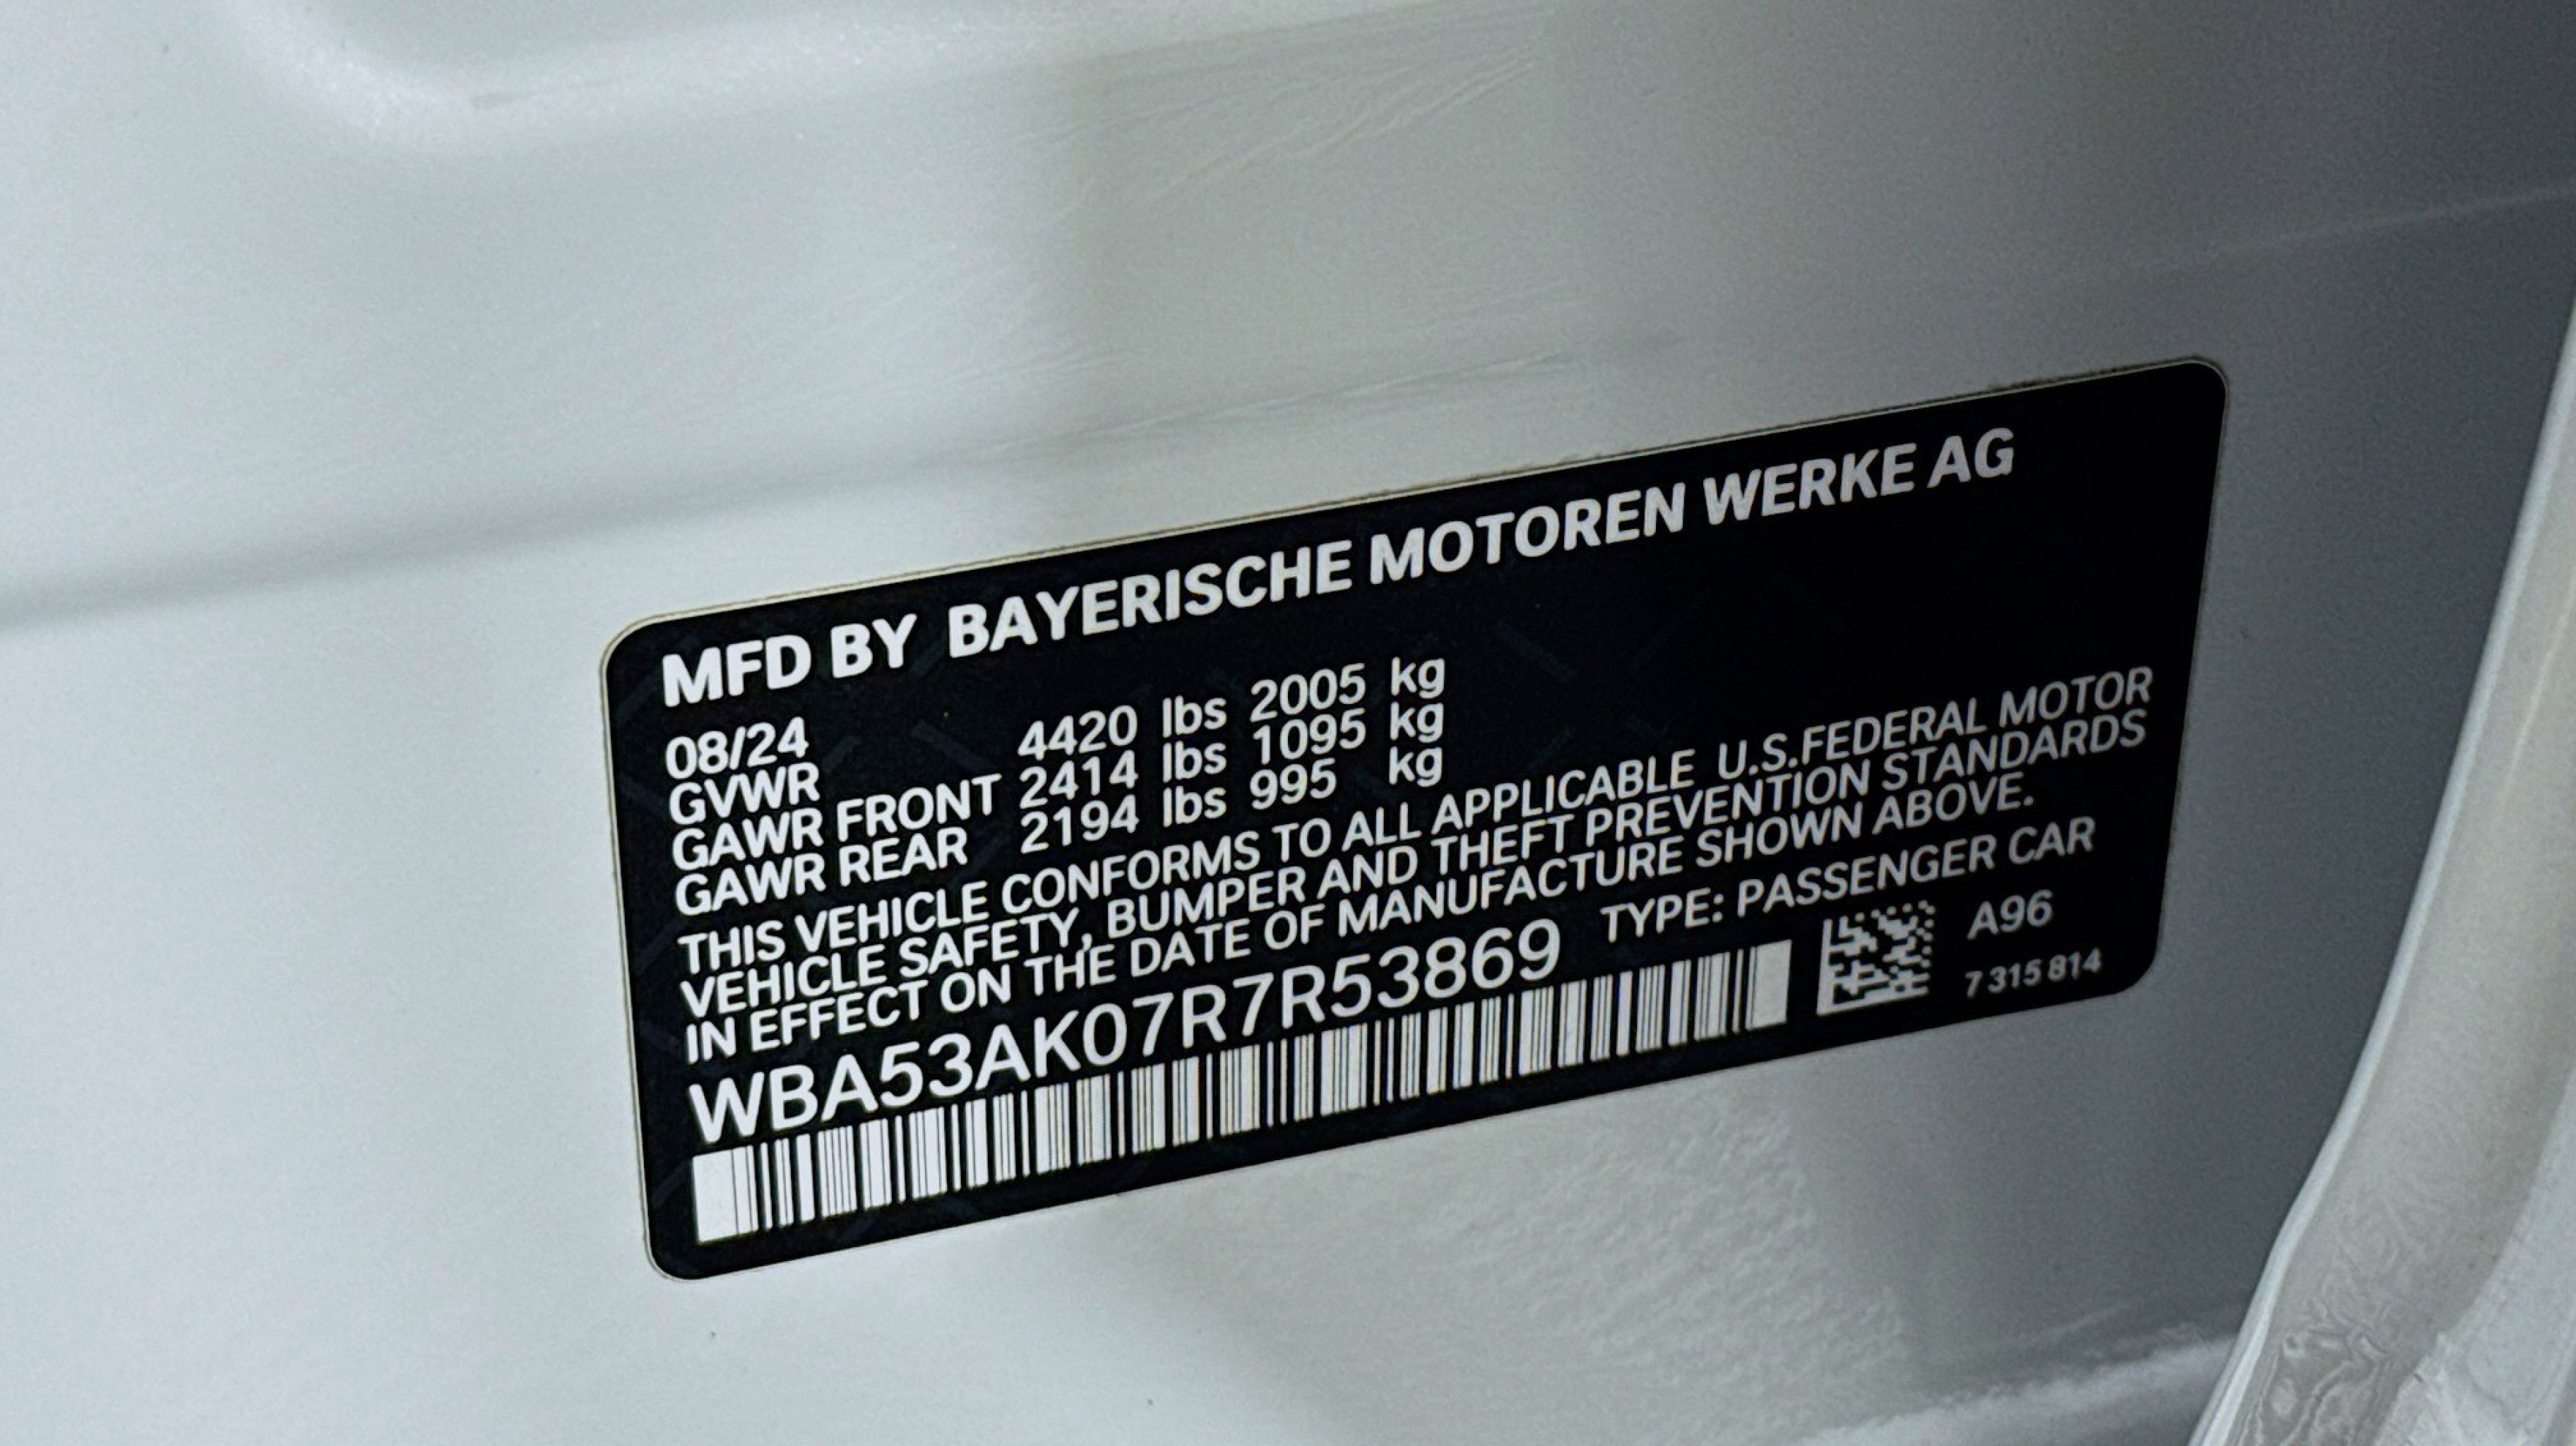 MFD BY BAYERISCHE MOTOREN WERKE AG
08/24
GVWR 4420 lbs 2005 kg
GAWR FRONT 2414 lbs 1095 kg
GAWR REAR 2194 lbs 995 kg
THIS VEHICLE CONFORMS TO ALL APPLICABLE U.S.FEDERAL MOTOR
VEHICLE SAFETY, BUMPER AND THEFT PREVENTION STANDARDS
IN EFFECT ON THE DATE OF MANUFACTURE SHOWN ABOVE.
WBA53AK07R7R53869 TYPE: PASSENGER CAR
A96
7 315 814